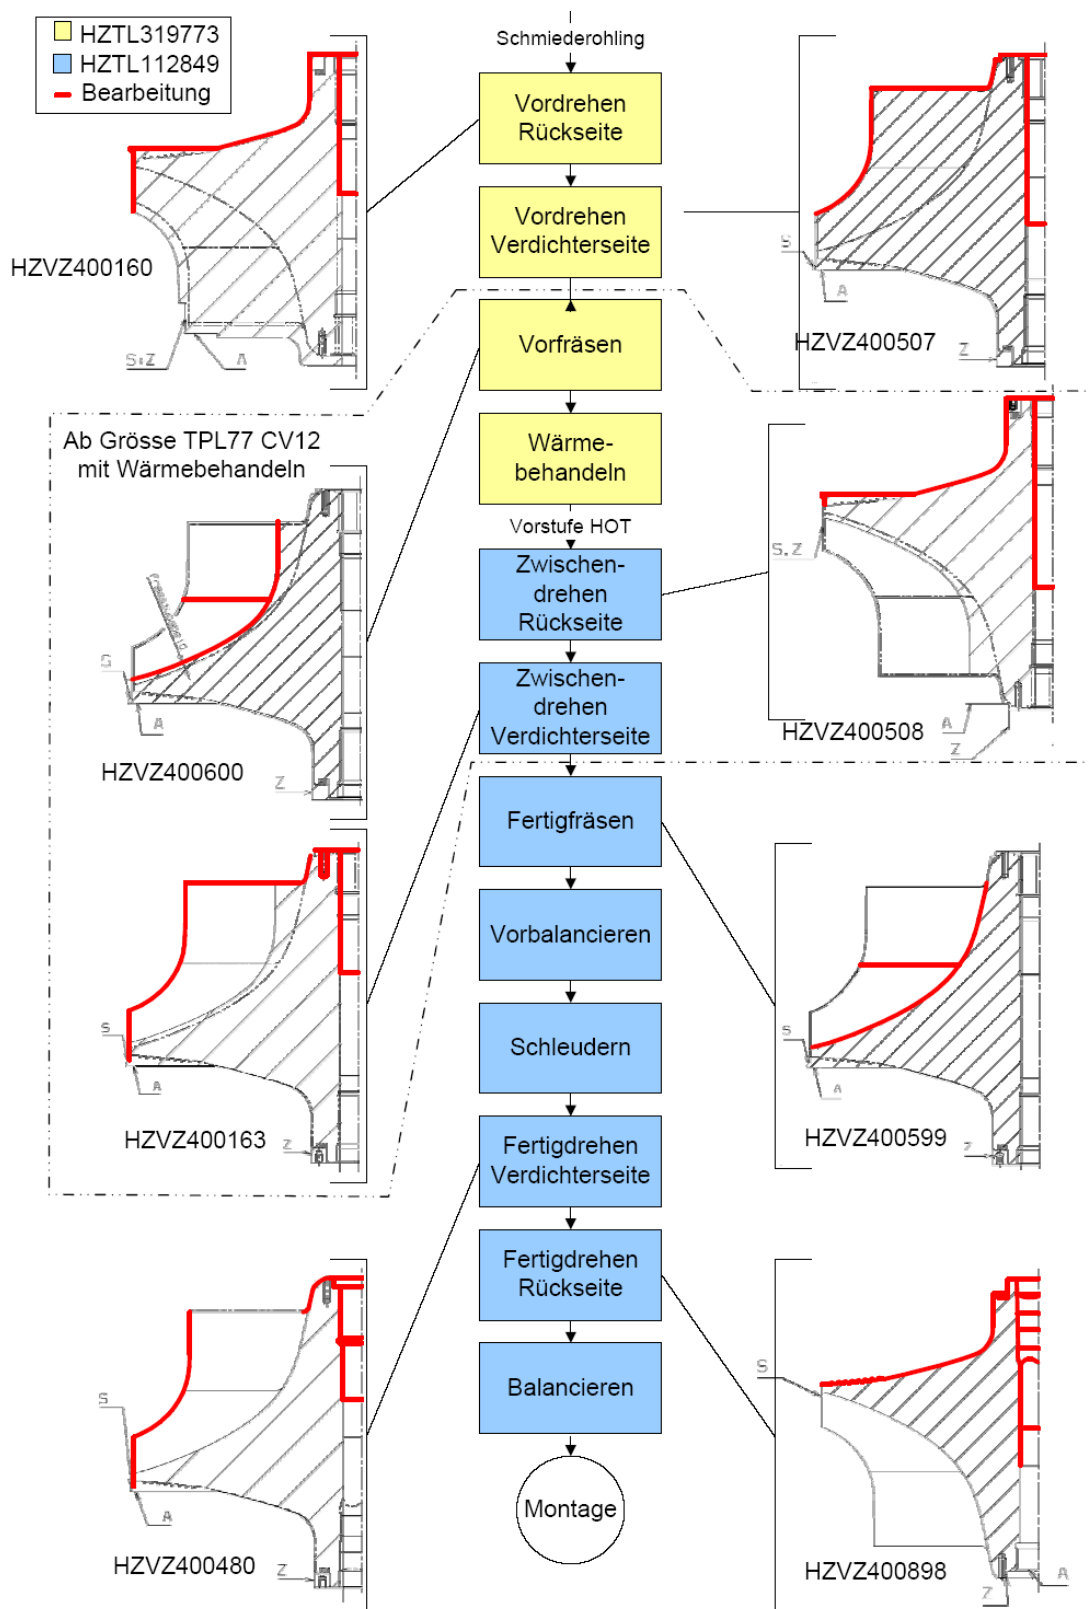 HZTL319773
HZTL112849
Bearbeitung
Schmiederohling
Vordrehen
Rückseite
Vordrehen
Verdichterseite
HZVZ400160
S,Z
A
S
A
Z
HZVZ400507
Vorfräsen
Ab Grösse TPL77 CV12
mit Wärmebehandeln
Wärme-
behandeln
Vorstufe HOT
Zwischen-
drehen
Rückseite
S,Z
A
Z
HZVZ400508
A
Z
HZVZ400600
Zwischen-
drehen
Verdichterseite
Fertigfräsen
Vorbalancieren
S
A
Z
HZVZ400163
S
A
Z
HZVZ400599
Schleudern
Fertigdrehen
Verdichterseite
Fertigdrehen
Rückseite
Balancieren
Montage
S
A
Z
HZVZ400480
S
A
Z
HZVZ400898